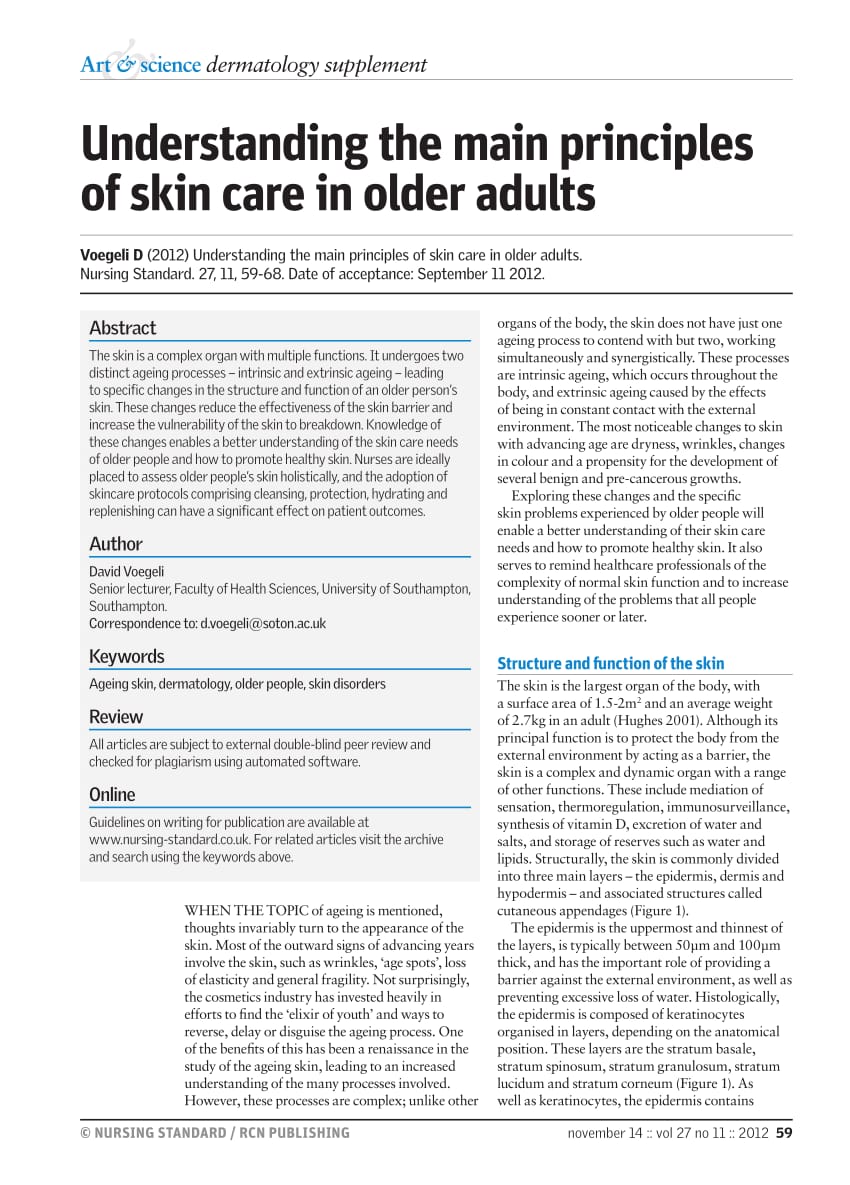 Art & science dermatology supplement
Understanding the main principles
of skin care in older adults
Voegeli D (2012) Understanding the main principles of skin care in older adults.
Nursing Standard. 27, 11, 59-68. Date of acceptance: September 11 2012.
Abstract
The skin is a complex organ with multiple functions. It undergoes two
distinct ageing processes – intrinsic and extrinsic ageing – leading
to specific changes in the structure and function of an older person’s
skin. These changes reduce the effectiveness of the skin barrier and
increase the vulnerability of the skin to breakdown. Knowledge of
these changes enables a better understanding of the skin care needs
of older people and how to promote healthy skin. Nurses are ideally
placed to assess older people’s skin holistically, and the adoption of
skincare protocols comprising cleansing, protection, hydrating and
replenishing can have a significant effect on patient outcomes.
Author
David Voegeli
Senior lecturer, Faculty of Health Sciences, University of Southampton,
Southampton.
Correspondence to: d.voegeli@soton.ac.uk
Keywords
Ageing skin, dermatology, older people, skin disorders
Review
All articles are subject to external double-blind peer review and
checked for plagiarism using automated software.
Online
Guidelines on writing for publication are available at
www.nursing-standard.co.uk. For related articles visit the archive
and search using the keywords above.
WHEN THE TOPIC of ageing is mentioned,
thoughts invariably turn to the appearance of the
skin. Most of the outward signs of advancing years
involve the skin, such as wrinkles, ‘age spots’, loss
of elasticity and general fragility. Not surprisingly,
the cosmetics industry has invested heavily in
efforts to find the ‘elixir of youth’ and ways to
reverse, delay or disguise the ageing process. One
of the benefits of this has been a renaissance in the
study of the ageing skin, leading to an increased
understanding of the many processes involved.
However, these processes are complex; unlike other
organs of the body, the skin does not have just one
ageing process to contend with but two, working
simultaneously and synergistically. These processes
are intrinsic ageing, which occurs throughout the
body, and extrinsic ageing caused by the effects
of being in constant contact with the external
environment. The most noticeable changes to skin
with advancing age are dryness, wrinkles, changes
in colour and a propensity for the development of
several benign and pre-cancerous growths.
Exploring these changes and the specific
skin problems experienced by older people will
enable a better understanding of their skin care
needs and how to promote healthy skin. It also
serves to remind healthcare professionals of the
complexity of normal skin function and to increase
understanding of the problems that all people
experience sooner or later.
Structure and function of the skin
The skin is the largest organ of the body, with
a surface area of 1.5-2m² and an average weight
of 2.7kg in an adult (Hughes 2001). Although its
principal function is to protect the body from the
external environment by acting as a barrier, the
skin is a complex and dynamic organ with a range
of other functions. These include mediation of
sensation, thermoregulation, immunosurveillance,
synthesis of vitamin D, excretion of water and
salts, and storage of reserves such as water and
lipids. Structurally, the skin is commonly divided
into three main layers – the epidermis, dermis and
hypodermis – and associated structures called
cutaneous appendages (Figure 1).
The epidermis is the uppermost and thinnest of
the layers, is typically between 50µm and 100µm
thick, and has the important role of providing a
barrier against the external environment, as well as
preventing excessive loss of water. Histologically,
the epidermis is composed of keratinocytes
organised in layers, depending on the anatomical
position. These layers are the stratum basale,
stratum spinosum, stratum granulosum, stratum
lucidum and stratum corneum (Figure 1). As
well as keratinocytes, the epidermis contains
© NURSING STANDARD / RCN PUBLISHING
november 14 :: vol 27 no 11 :: 2012 59